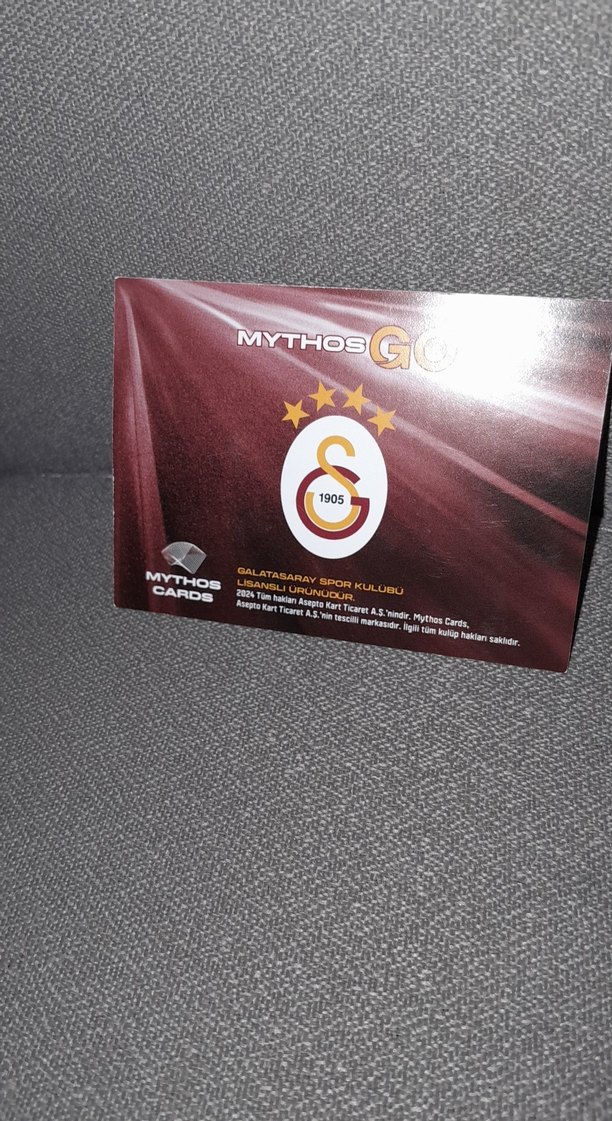 MYTHOS GO
1905
GS
MYTHOS
CARDS
GALATASARAY SPOR KULÜBÜ
LİSANSLI ÜRÜNÜDÜR.
2024 Tüm hakları Asepto Kart Ticaret A.Ş.'nindir. Mythos Cards,
Asepto Kart Ticaret A.Ş.'nin tescilli markasıdır. İlgili tüm kulüp hakları saklıdır.